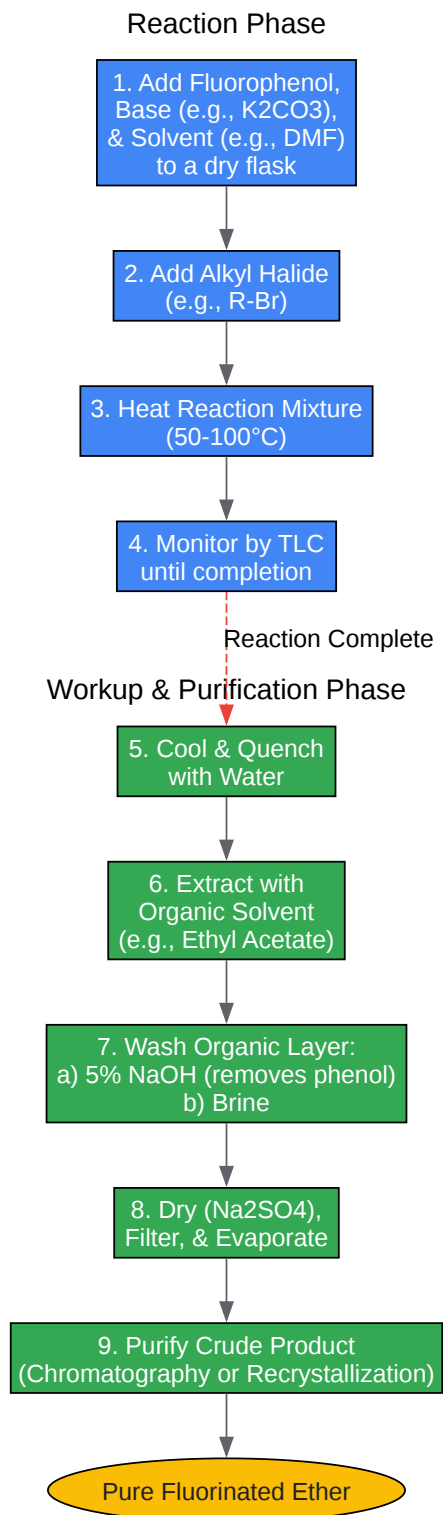 Reaction Phase
1. Add Fluorophenol,
Base (e.g., K2CO3),
& Solvent (e.g., DMF)
to a dry flask
2. Add Alkyl Halide
(e.g., R-Br)
3. Heat Reaction Mixture
(50-100°C)
4. Monitor by TLC
until completion
Reaction Complete
Workup & Purification Phase
5. Cool & Quench
with Water
6. Extract with
Organic Solvent
(e.g., Ethyl Acetate)
7. Wash Organic Layer:
a) 5% NaOH (removes phenol)
b) Brine
8. Dry (Na2SO4),
Filter, & Evaporate
9. Purify Crude Product
(Chromatography or Recrystallization)
Pure Fluorinated Ether